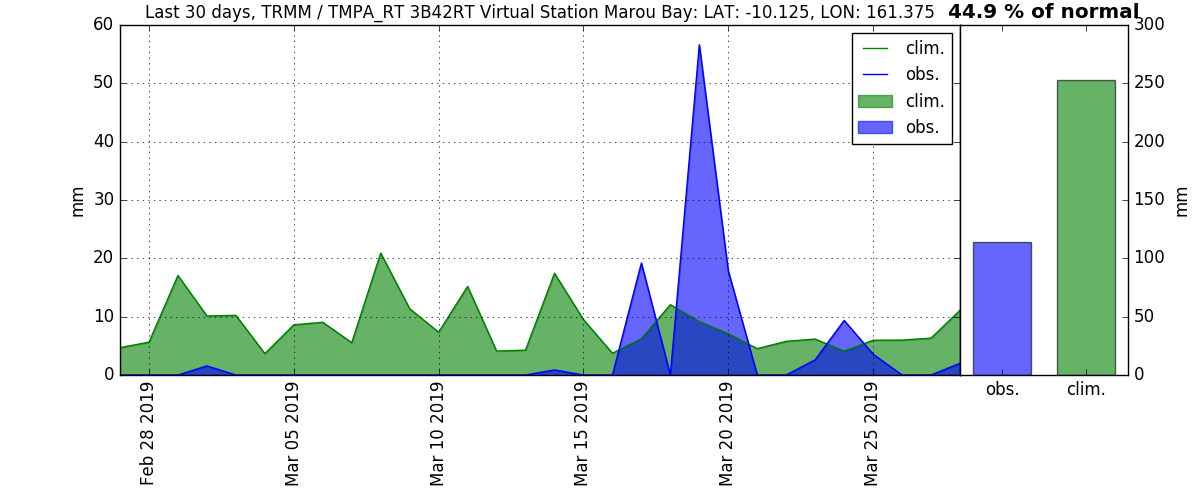 Last 30 days, TRMM / TMPA_RT 3B42RT Virtual Station Marou Bay: LAT: -10.125, LON: 161.375
44.9 % of normal
60
50
40
30
20
10
0
mm
clim.
obs.
clim.
obs.
Feb 28 2019
Mar 05 2019
Mar 10 2019
Mar 15 2019
Mar 20 2019
Mar 25 2019
300
250
200
150
100
50
0
mm
obs.
clim.